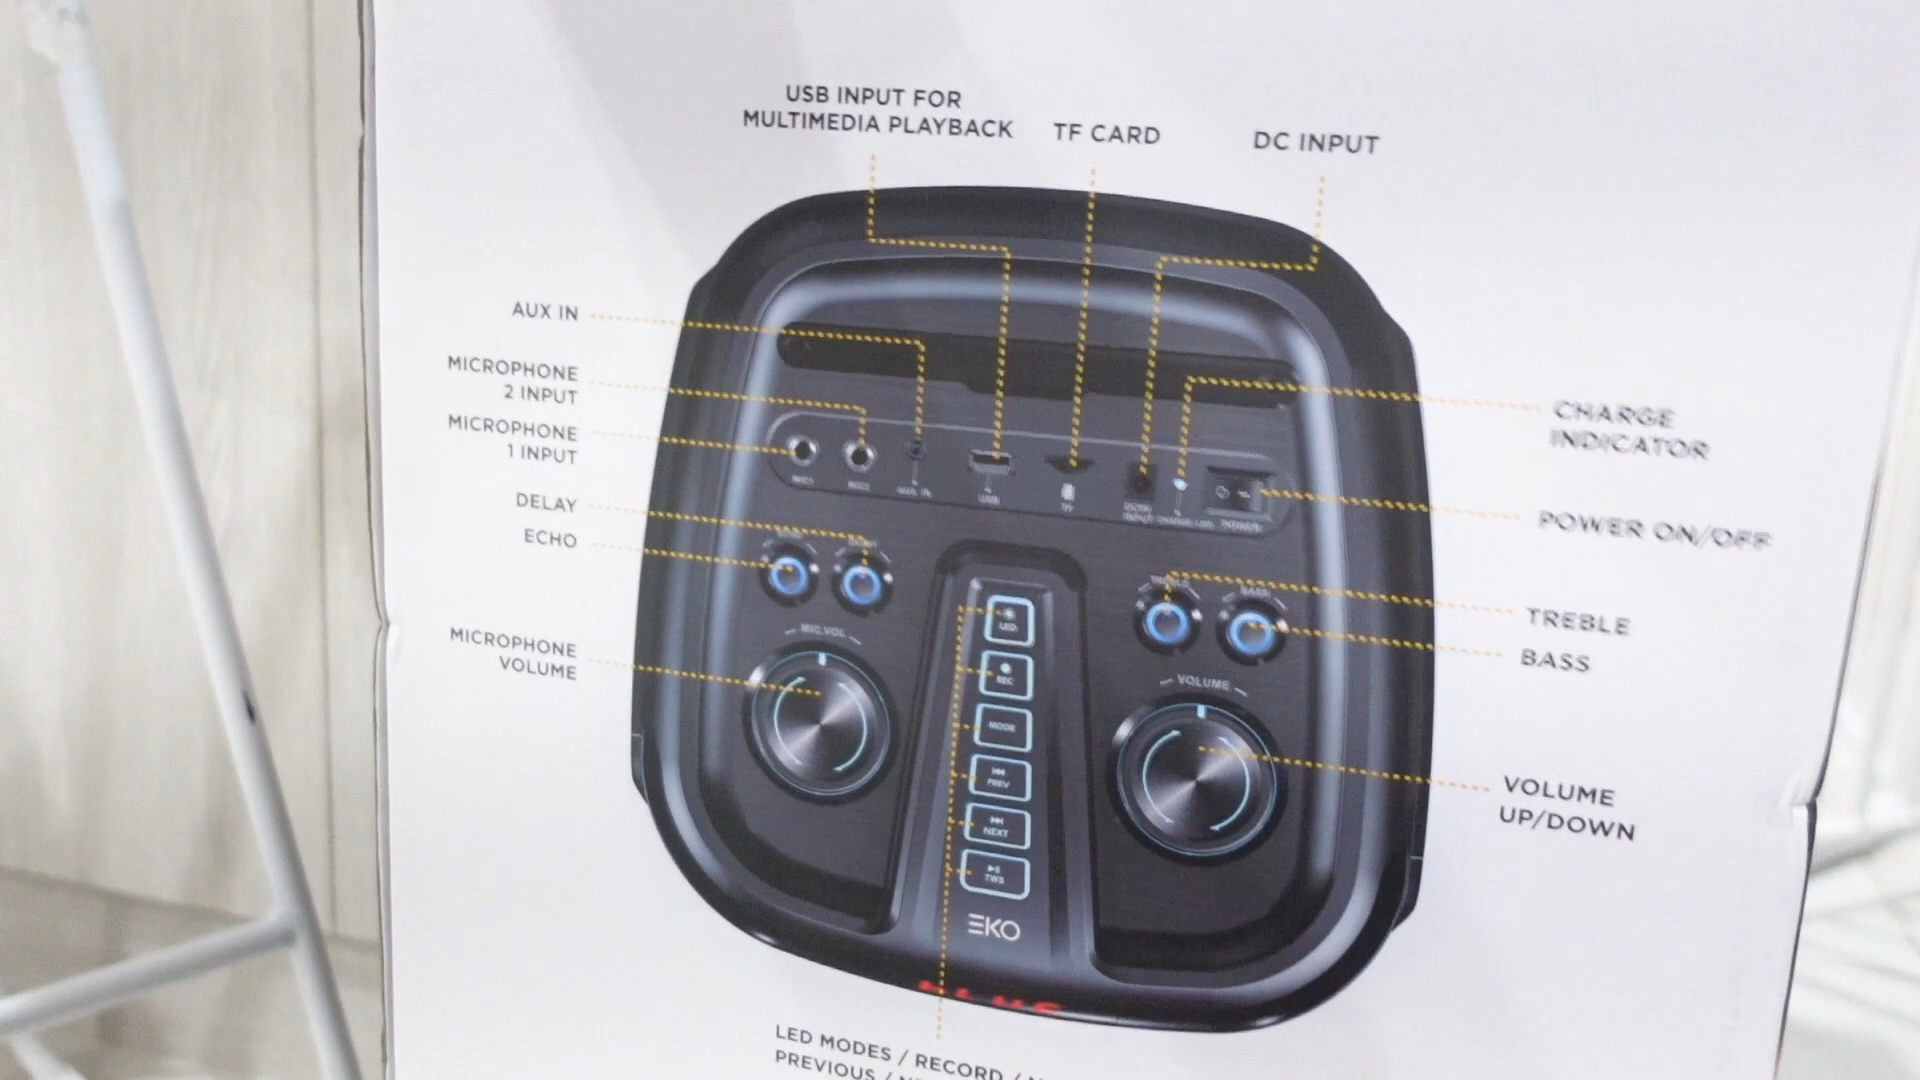 USB INPUT FOR
MULTIMEDIA PLAYBACK
TF CARD
DC INPUT
AUX IN
MICROPHONE
2 INPUT
MICROPHONE
1 INPUT
DELAY
ECHO
MICROPHONE
VOLUME
CHARGE
INDICATOR
POWER ON/OFF
TREBLE
BASS
VOLUME
UP/DOWN
MIC.VOL
TREBLE
BASS
VOLUME
LED
REC
MODE
PREV
NEXT
TWS
EKO
LED MODES / RECORD /
PREVIOUS /